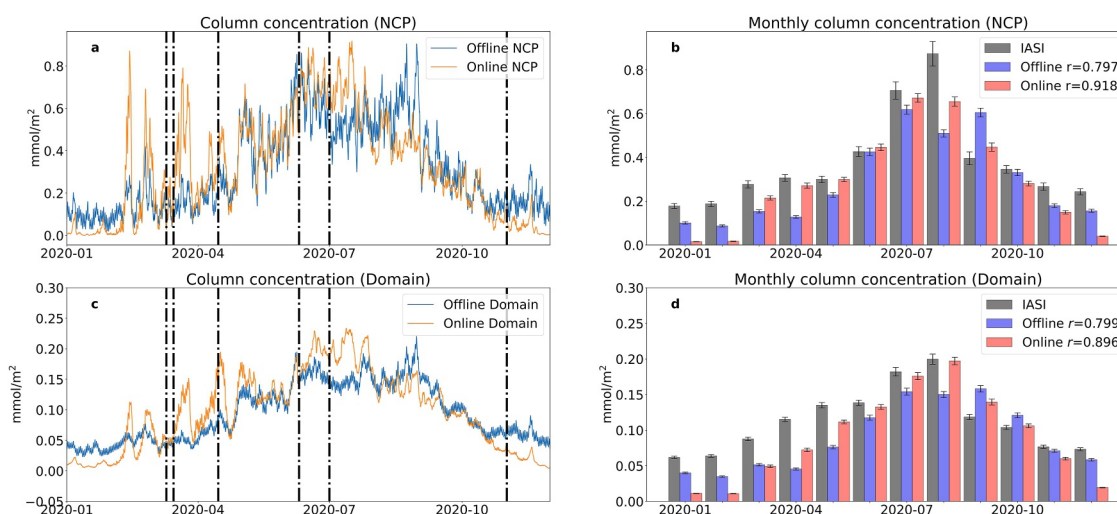 Column concentration (NCP)
a
Offline NCP
Online NCP
mmol/m²
0.8
0.6
0.4
0.2
0.0
2020-01
2020-04
2020-07
2020-10
Monthly column concentration (NCP)
b
IASI
Offline r=0.797
Online r=0.918
mmol/m²
0.8
0.6
0.4
0.2
0.0
2020-01
2020-04
2020-07
2020-10
Column concentration (Domain)
c
Offline Domain
Online Domain
mmol/m²
0.30
0.25
0.20
0.15
0.10
0.05
0.00
−0.05
2020-01
2020-04
2020-07
2020-10
Monthly column concentration (Domain)
d
IASI
Offline r=0.799
Online r=0.896
mmol/m²
0.30
0.25
0.20
0.15
0.10
0.05
0.00
2020-01
2020-04
2020-07
2020-10